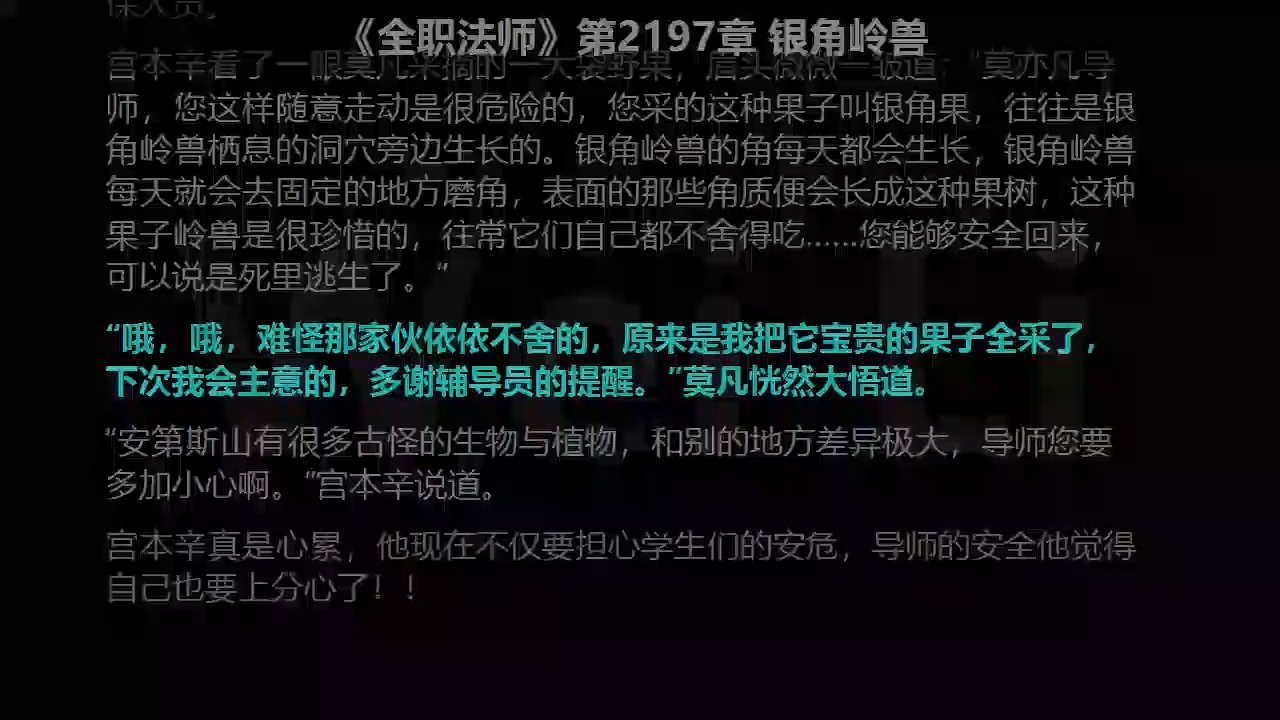 保人员。
《全职法师》第2197章 银角岭兽
宫本辛看了一眼莫凡采摘的一大袋野果，眉头微微一皱道：“莫亦凡导
师，您这样随意走动是很危险的，您采的这种果子叫银角果，往往是银
角岭兽栖息的洞穴旁边生长的。银角岭兽的角每天都会生长，银角岭兽
每天就会去固定的地方磨角，表面的那些角质便会长成这种果树，这种
果子岭兽是很珍惜的，往常它们自己都不舍得吃......您能够安全回来，
可以说是死里逃生了。”
“哦，哦，难怪那家伙依依不舍的，原来是我把它宝贵的果子全采了，
下次我会主意的，多谢辅导员的提醒。”莫凡恍然大悟道。
“安第斯山有很多古怪的生物与植物，和别的地方差异极大，导师您要
多加小心啊。”宫本辛说道。
宫本辛真是心累，他现在不仅要担心学生们的安危，导师的安全他觉得
自己也要上分心了！！